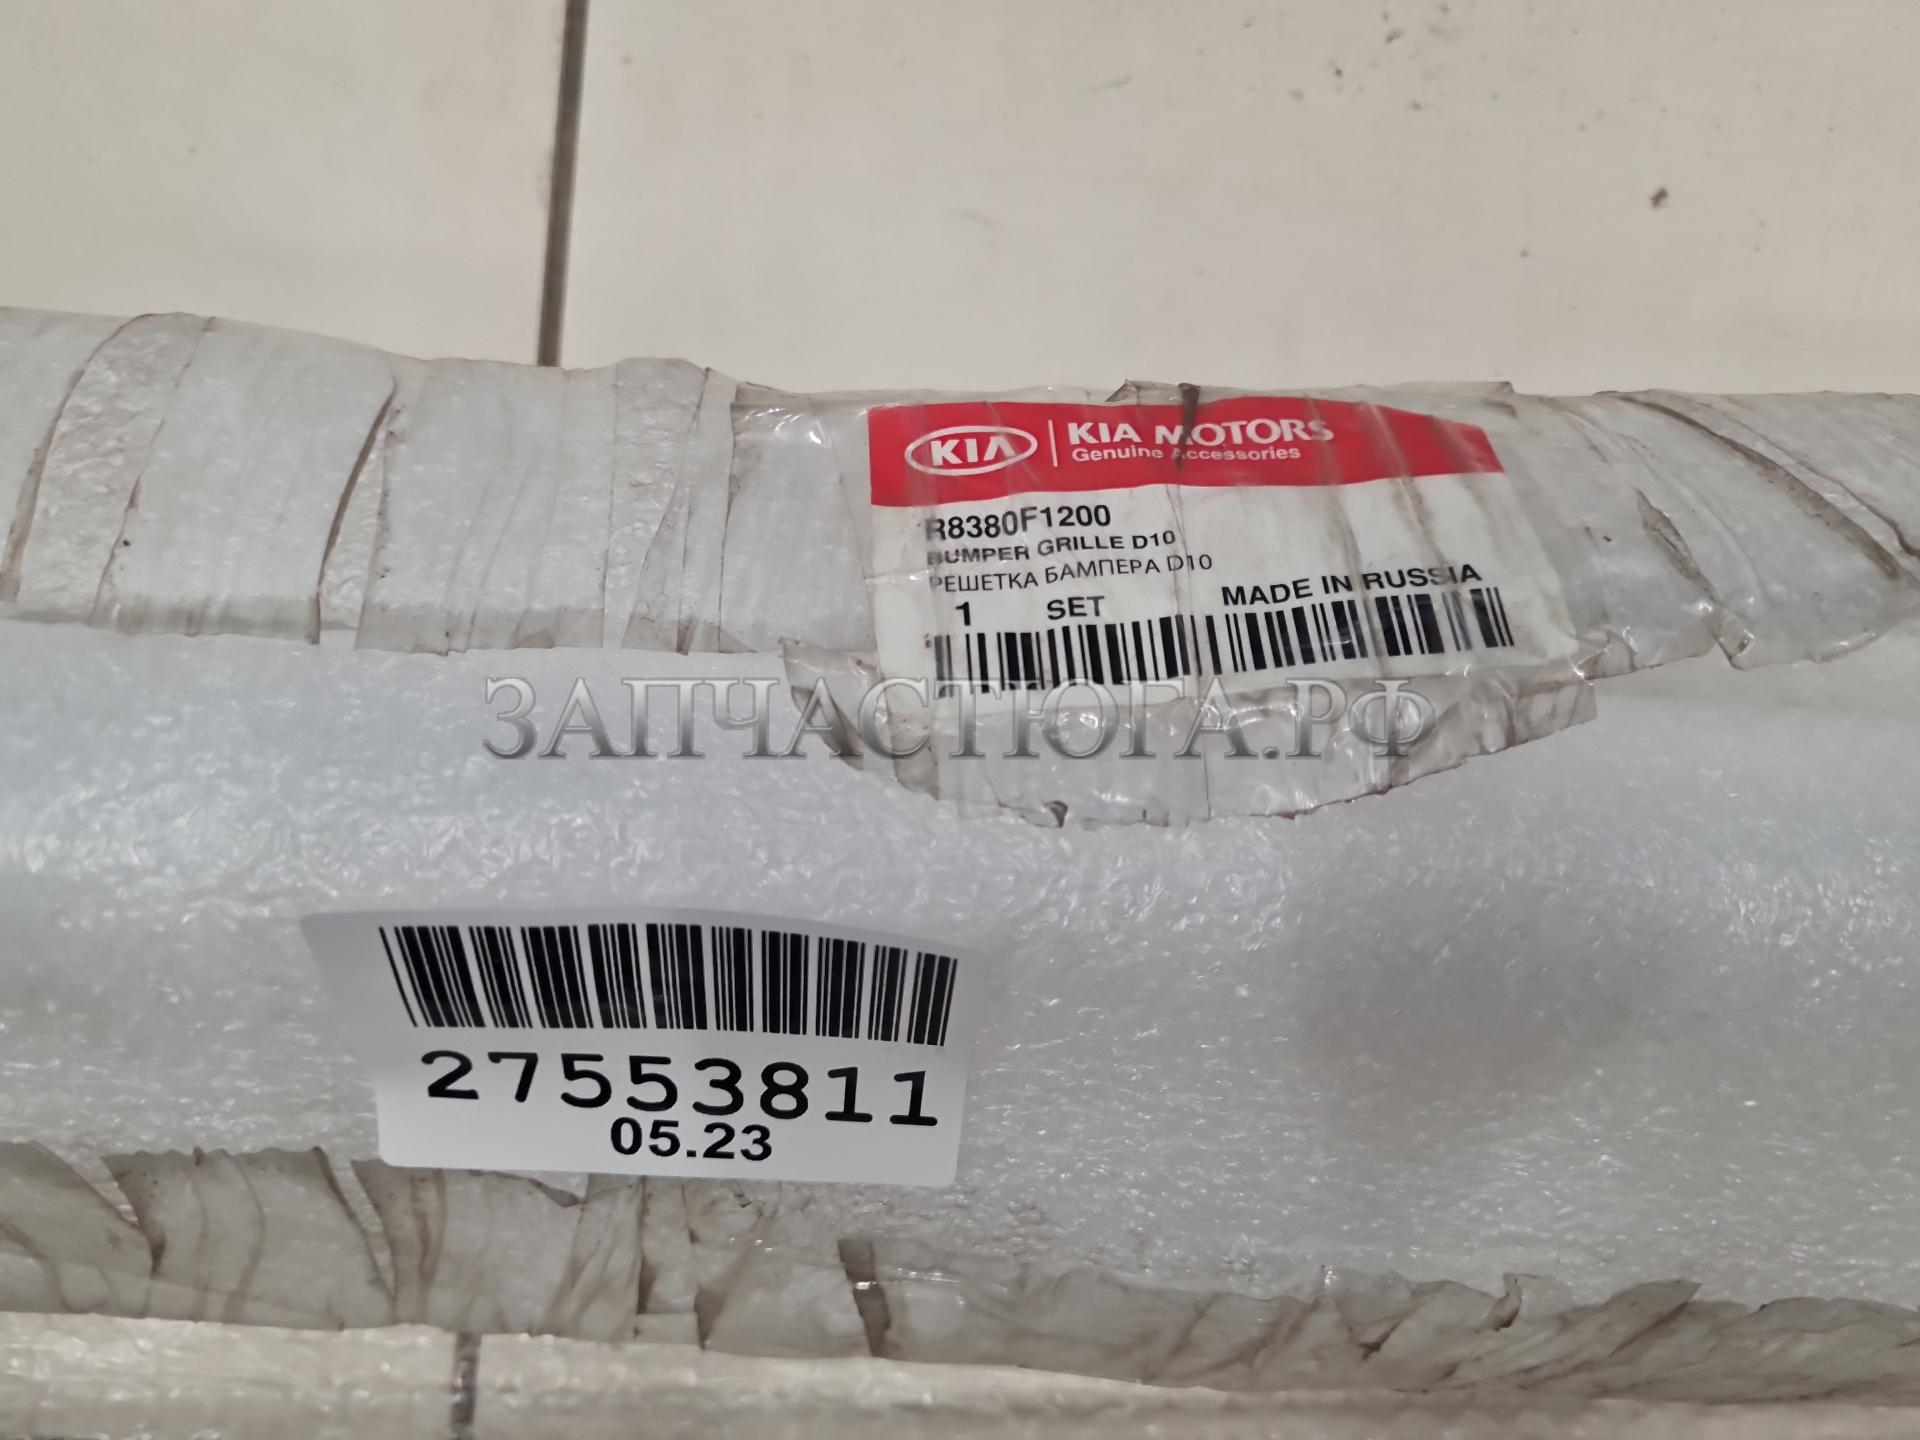 KIA
KIA MOTORS
Genuine Accessories
R8380F1200
BUMPER GRILLE D10
РЕШЕТКА БАМПЕРА D10
1 SET MADE IN RUSSIA
ЗАПЧАСТЮГА.РФ
27553811
05.23